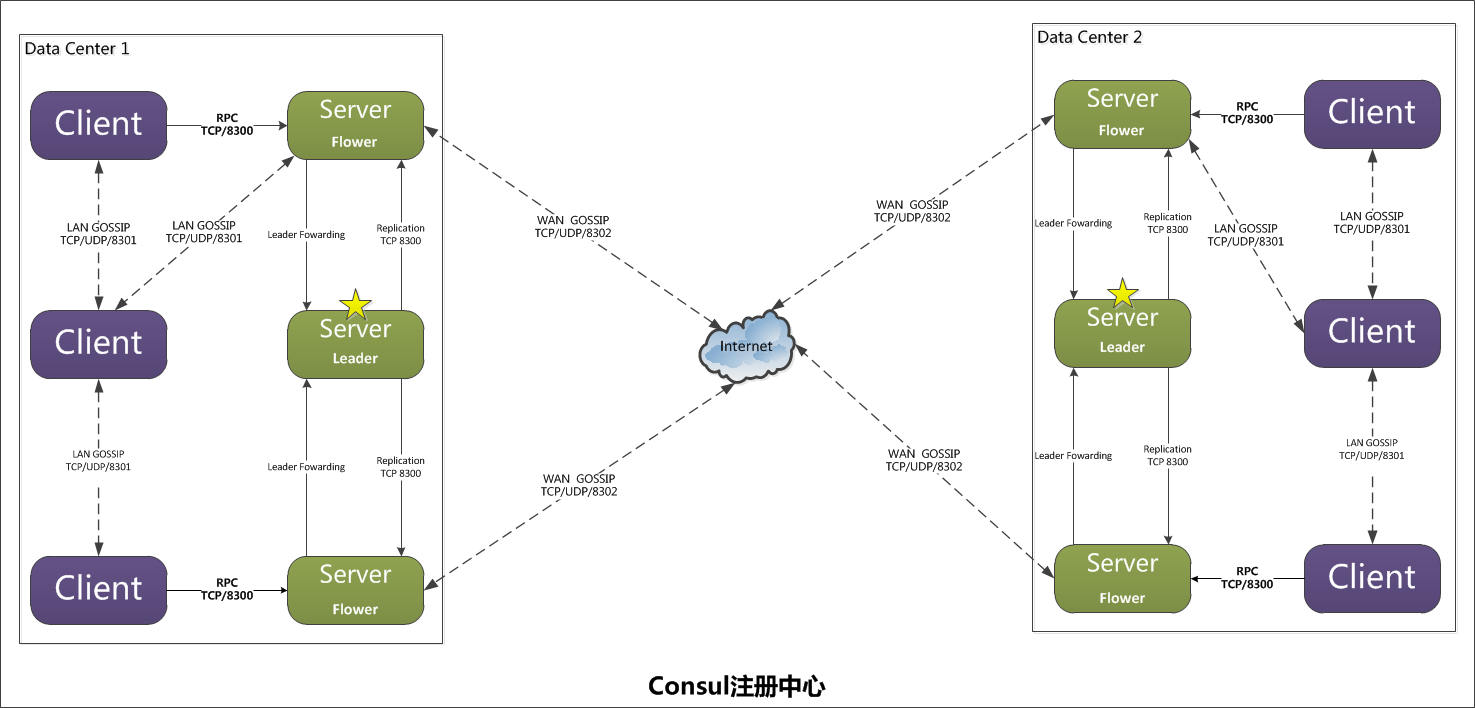 Data Center 1
Data Center 2
Client
RPC
TCP/8300
Server
Flower
Server
Flower
RPC
TCP/8300
Client
LAN GOSSIP
TCP/UDP/8301
LAN GOSSIP
TCP/UDP/8301
Leader Fowarding
Replication
TCP 8300
WAN GOSSIP
TCP/UDP/8302
WAN GOSSIP
TCP/UDP/8302
Leader Fowarding
Replication
TCP 8300
LAN GOSSIP
TCP/UDP/8301
LAN GOSSIP
TCP/UDP/8301
Client
Server
Leader
Internet
Server
Leader
Client
LAN GOSSIP
TCP/UDP/8301
Leader Fowarding
Replication
TCP 8300
WAN GOSSIP
TCP/UDP/8302
WAN GOSSIP
TCP/UDP/8302
Leader Fowarding
Replication
TCP 8300
LAN GOSSIP
TCP/UDP/8301
Client
RPC
TCP/8300
Server
Flower
Server
Flower
RPC
TCP/8300
Client
Consul注册中心